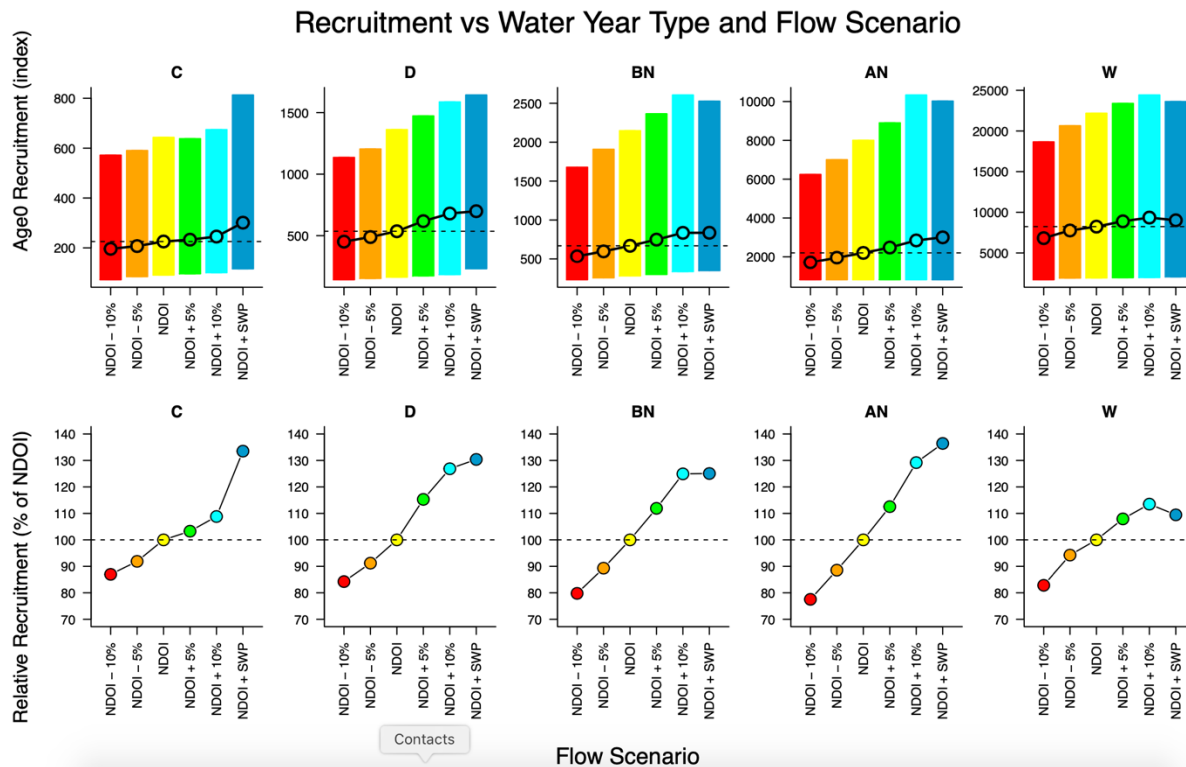 Recruitment vs Water Year Type and Flow Scenario
Age0 Recruitment (index)
C
800
600
400
200
NDOI − 10%
NDOI − 5%
NDOI
NDOI + 5%
NDOI + 10%
NDOI + SWP
D
1500
1000
500
NDOI − 10%
NDOI − 5%
NDOI
NDOI + 5%
NDOI + 10%
NDOI + SWP
BN
2500
2000
1500
1000
500
NDOI − 10%
NDOI − 5%
NDOI
NDOI + 5%
NDOI + 10%
NDOI + SWP
AN
10000
8000
6000
4000
2000
NDOI − 10%
NDOI − 5%
NDOI
NDOI + 5%
NDOI + 10%
NDOI + SWP
W
25000
20000
15000
10000
5000
NDOI − 10%
NDOI − 5%
NDOI
NDOI + 5%
NDOI + 10%
NDOI + SWP
Relative Recruitment (% of NDOI)
C
140
130
120
110
100
90
80
70
NDOI − 10%
NDOI − 5%
NDOI
NDOI + 5%
NDOI + 10%
NDOI + SWP
D
140
130
120
110
100
90
80
70
NDOI − 10%
NDOI − 5%
NDOI
NDOI + 5%
NDOI + 10%
NDOI + SWP
BN
140
130
120
110
100
90
80
70
NDOI − 10%
NDOI − 5%
NDOI
NDOI + 5%
NDOI + 10%
NDOI + SWP
AN
140
130
120
110
100
90
80
70
NDOI − 10%
NDOI − 5%
NDOI
NDOI + 5%
NDOI + 10%
NDOI + SWP
W
140
130
120
110
100
90
80
70
NDOI − 10%
NDOI − 5%
NDOI
NDOI + 5%
NDOI + 10%
NDOI + SWP
Contacts
Flow Scenario